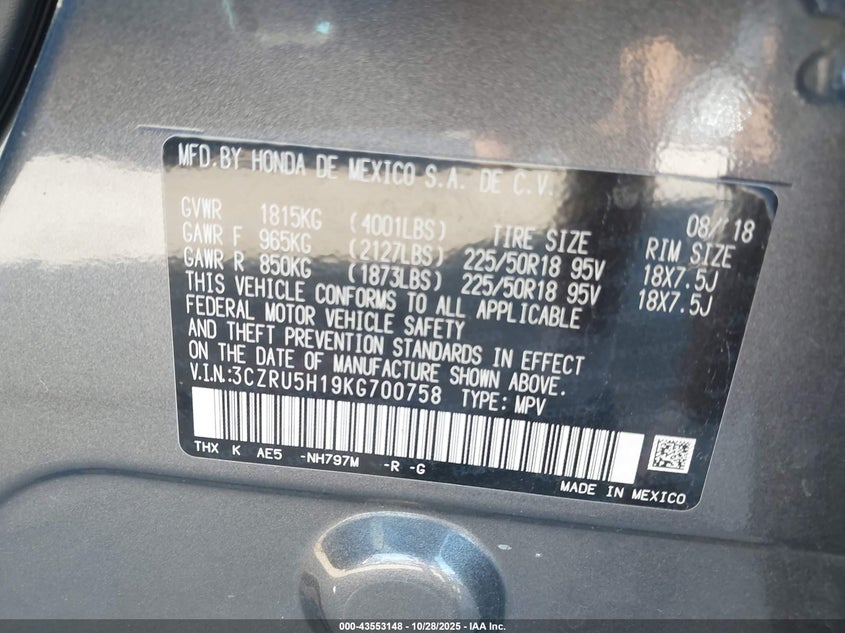 MFD.BY HONDA DE MEXICO S.A. DE C.V.
08/ 18
GVWR 1815KG (4001LBS) TIRE SIZE RIM SIZE
GAWR F 965KG (2127LBS) 225/50R18 95V 18X7.5J
GAWR R 850KG (1873LBS) 225/50R18 95V 18X7.5J
THIS VEHICLE CONFORMS TO ALL APPLICABLE
FEDERAL MOTOR VEHICLE SAFETY
AND THEFT PREVENTION STANDARDS IN EFFECT
ON THE DATE OF MANUFACTURE SHOWN ABOVE.
V.I.N.:3CZRU5H19KG700758 TYPE: MPV
THX K AE5 -NH797M -R -G
MADE IN MEXICO
000-43553148 - 10/28/2025 - IAA Inc.